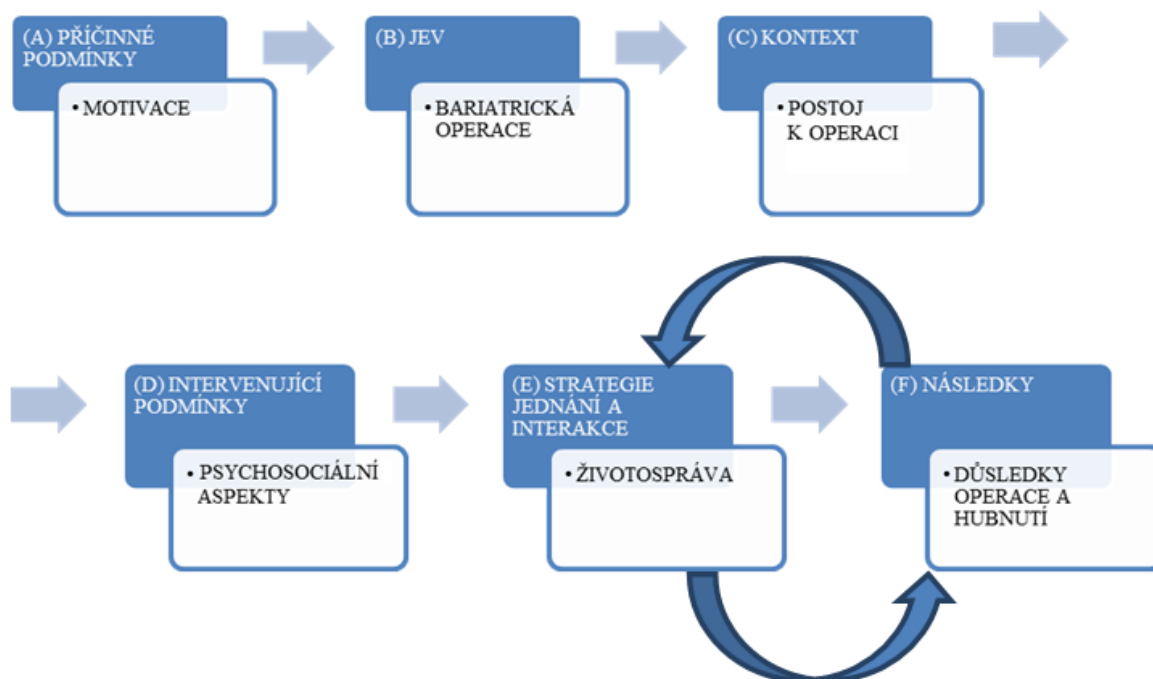 (A) PŘÍČINNÉ
PODMÍNKY
• MOTIVACE
(B) JEV
• BARIATRICKÁ
OPERACE
(C) KONTEXT
• POSTOJ
K OPERACI
(D) INTERVENUJÍCÍ
PODMÍNKY
• PSYCHOSOCIÁLNÍ
ASPEKTY
(E) STRATEGIE
JEDNÁNÍ A
INTERAKCE
• ŽIVOTOSPRÁVA
(F) NÁSLEDKY
• DŮSLEDKY
OPERACE A
HUBNUTÍ